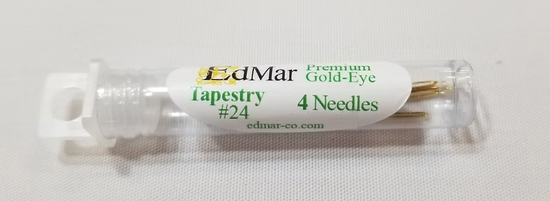 EdMar
Premium
Gold-Eye
Tapestry
#24
4 Needles
edmar-co.com